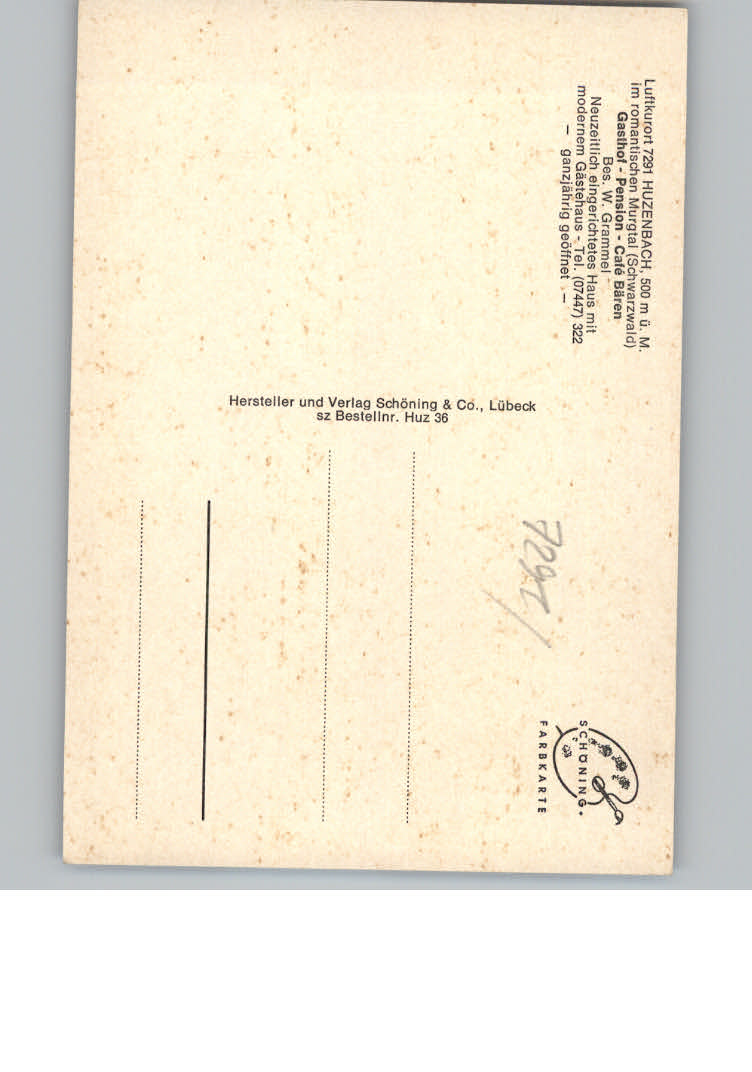 Luftkurort 7291 HUZENBACH, 500 m ü. M.
im romantischen Murgtal (Schwarzwald)
Gasthof - Pension - Café Bären
Bes. W. Grammel
Neuzeitlich eingerichtetes Haus mit
modernem Gästehaus - Tel. (07447) 322
— ganzjährig geöffnet —
Hersteller und Verlag Schöning & Co., Lübeck
sz Bestellnr. Huz 36
7291
SCHÖNING
FARBKARTE